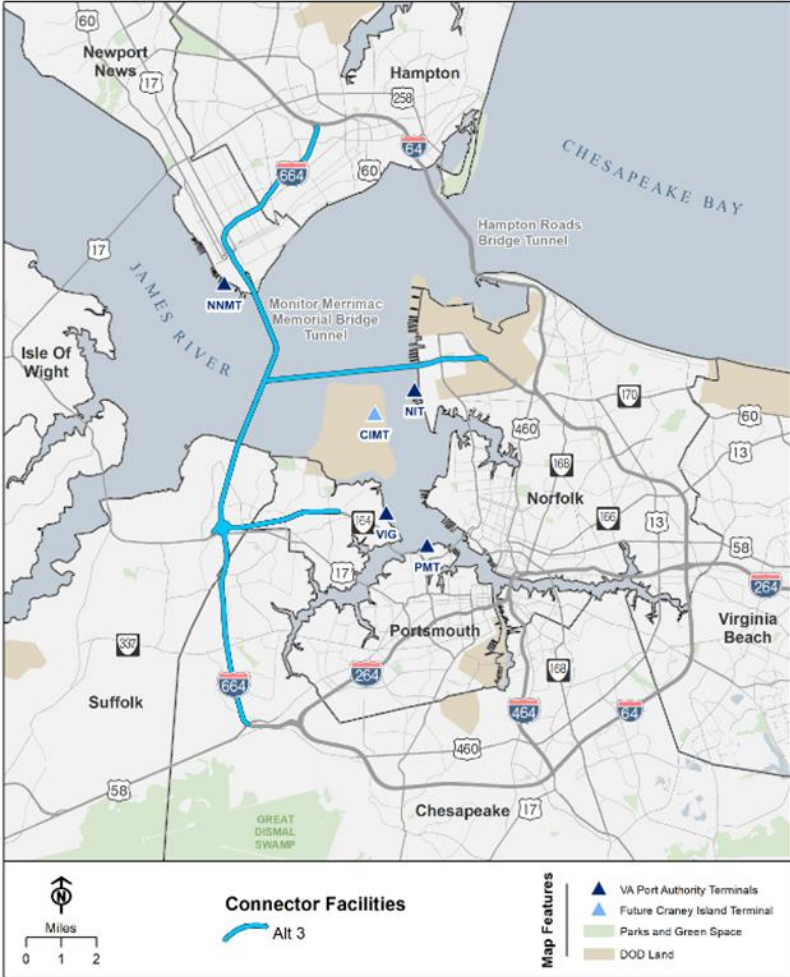 60
Newport
News
17
Hampton
258
64
664
60
CHESAPEAKE BAY
Hampton Roads
Bridge Tunnel
17
JAMES RIVER
NNMT
Monitor Merrimac
Memorial Bridge
Tunnel
Isle Of
Wight
NIT
170
60
CIMT
460
13
168
Norfolk
164
VIG
166
13
PMT
58
17
264
Virginia
Beach
Portsmouth
337
168
264
664
Suffolk
464
64
460
58
Chesapeake
17
GREAT
DISMAL
SWAMP
N
Miles
0 1 2
Connector Facilities
Alt 3
Map Features
VA Port Authority Terminals
Future Craney Island Terminal
Parks and Green Space
DOD Land